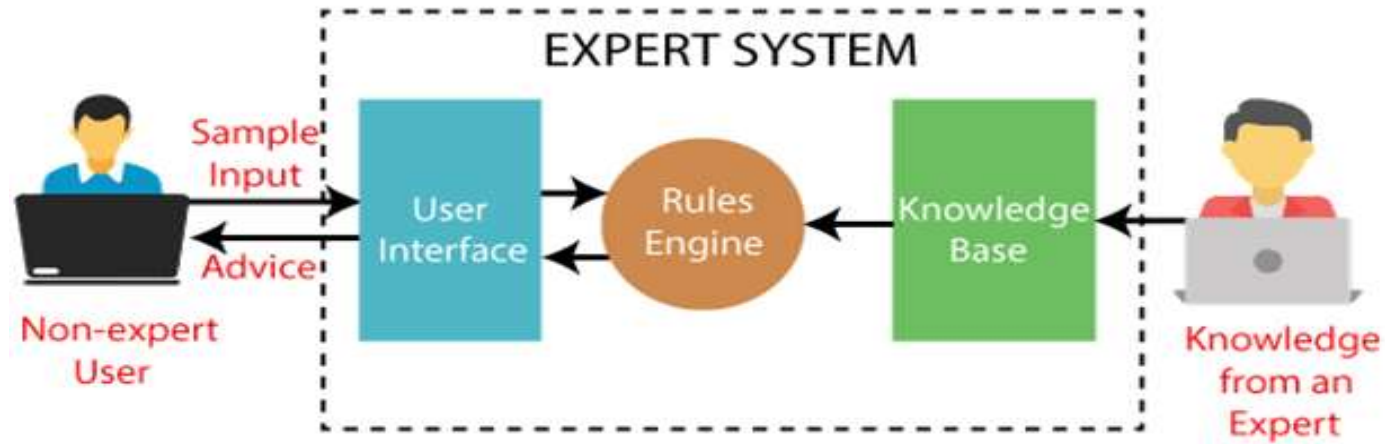 EXPERT SYSTEM
Sample
Input
Advice
Non-expert
User
User
Interface
Rules
Engine
Knowledge
Base
Knowledge
from an
Expert